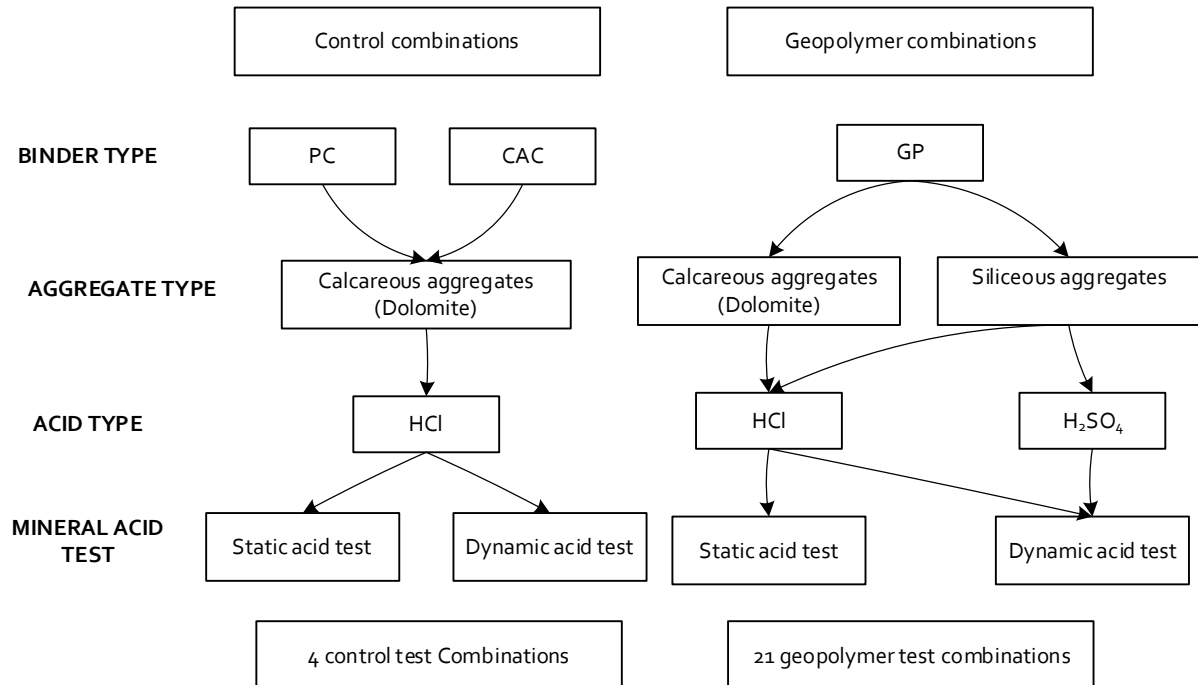 Control combinations
Geopolymer combinations
BINDER TYPE
PC
CAC
GP
AGGREGATE TYPE
Calcareous aggregates
(Dolomite)
Calcareous aggregates
(Dolomite)
Siliceous aggregates
ACID TYPE
HCl
HCl
H₂SO₄
MINERAL ACID
TEST
Static acid test
Dynamic acid test
Static acid test
Dynamic acid test
4 control test Combinations
21 geopolymer test combinations